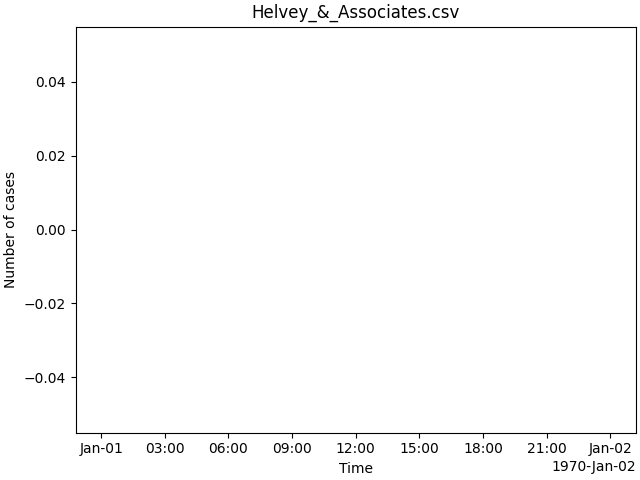 Helvey_&_Associates.csv
Number of cases
0.04
0.02
0.00
−0.02
−0.04
Jan-01 03:00 06:00 09:00 12:00 15:00 18:00 21:00 Jan-02
Time
1970-Jan-02